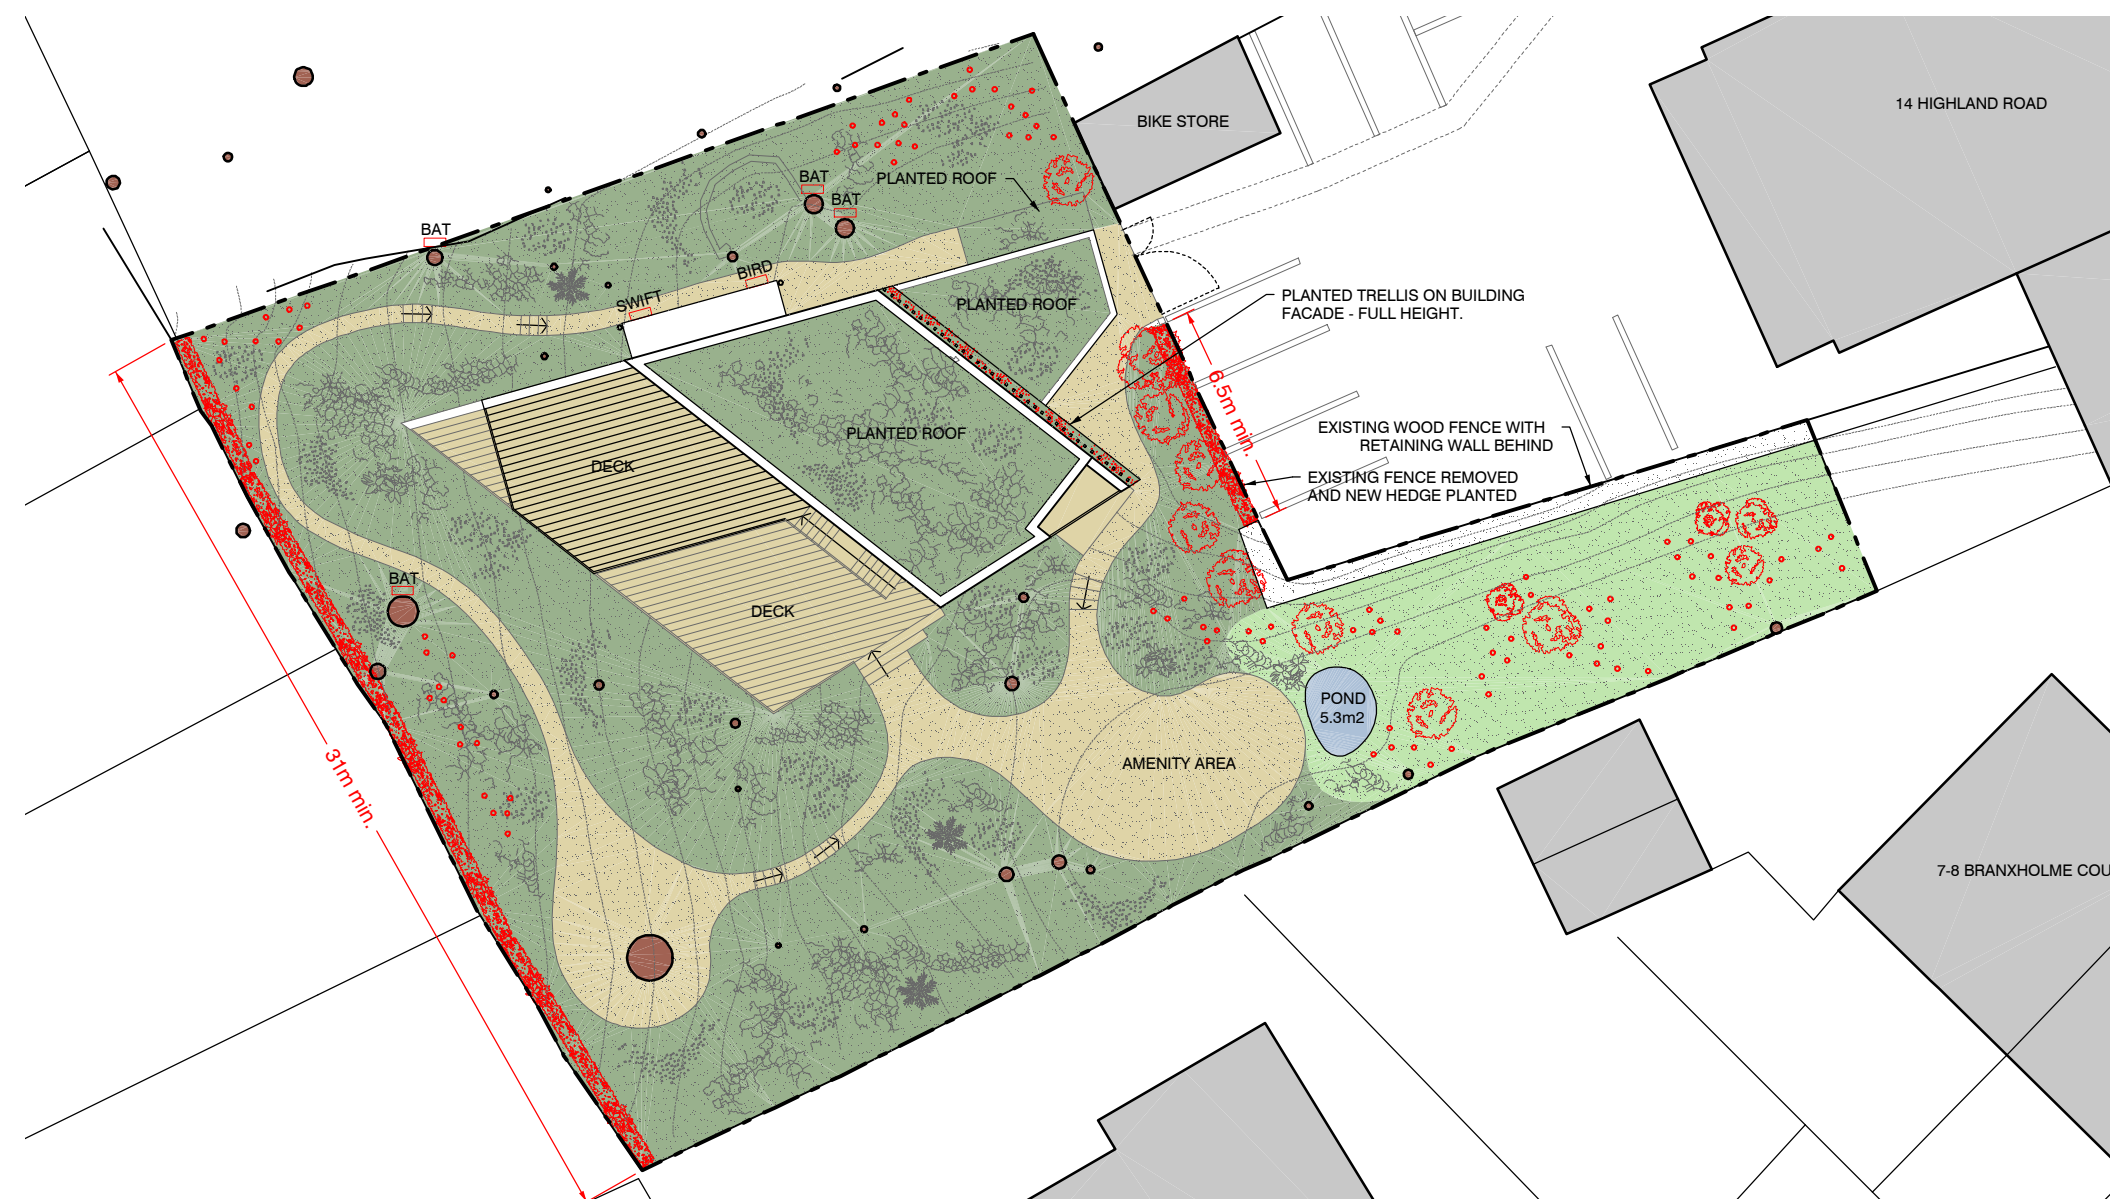 14 HIGHLAND ROAD
BIKE STORE
BAT
PLANTED ROOF
BAT
BAT
BIRD
SWIFT
PLANTED ROOF
PLANTED TRELLIS ON BUILDING
FACADE - FULL HEIGHT.
6.5m min.
EXISTING WOOD FENCE WITH
RETAINING WALL BEHIND
PLANTED ROOF
DECK
EXISTING FENCE REMOVED
AND NEW HEDGE PLANTED
BAT
DECK
POND
5.3m2
AMENITY AREA
31m min.
7-8 BRANXHOLME COU